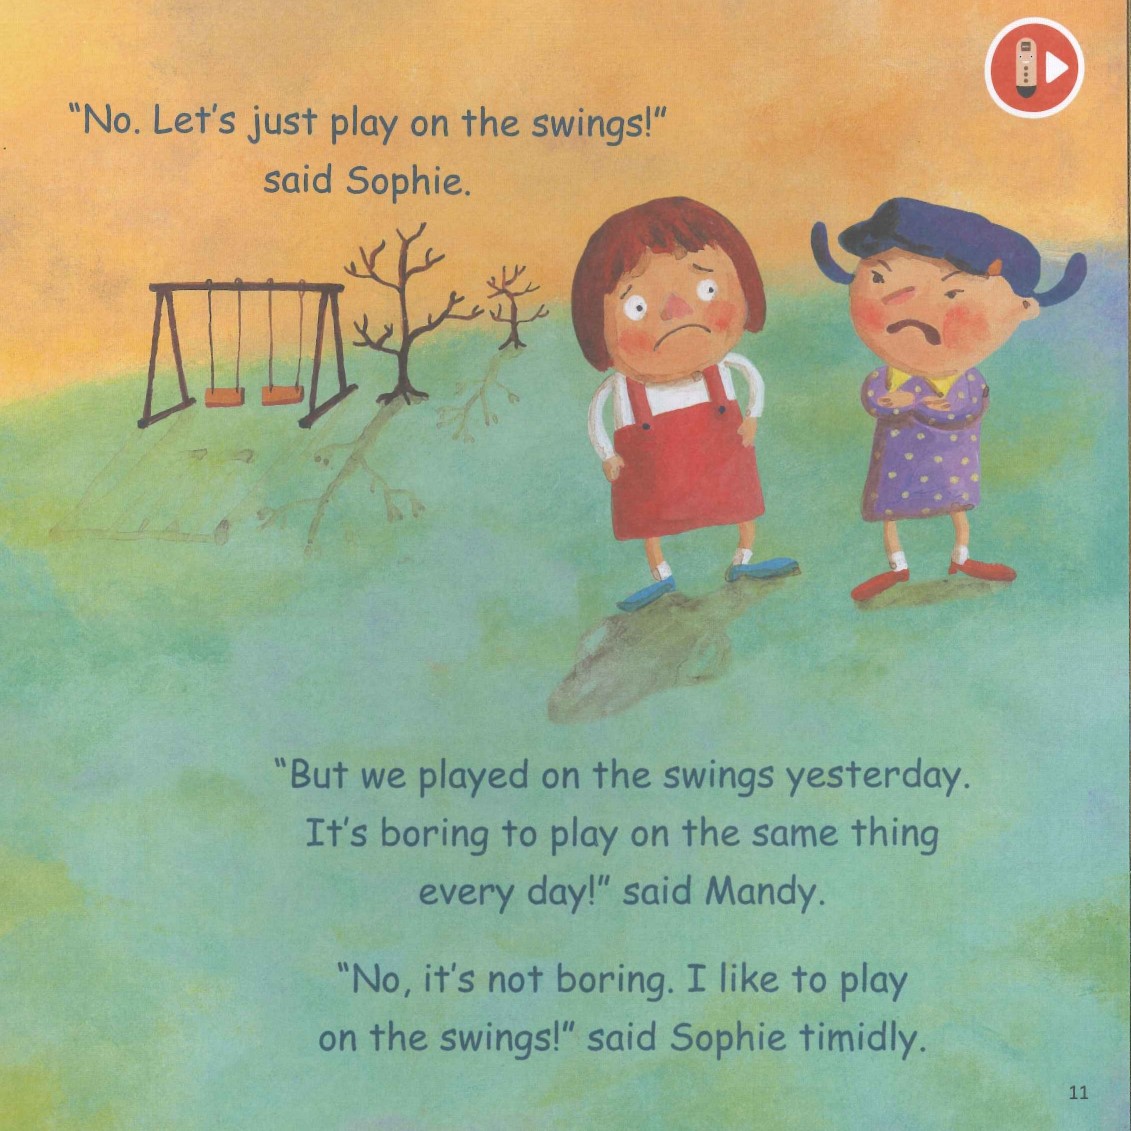 “No. Let’s just play on the swings!”
said Sophie.
“But we played on the swings yesterday.
It’s boring to play on the same thing
every day!” said Mandy.
“No, it’s not boring. I like to play
on the swings!” said Sophie timidly.
11